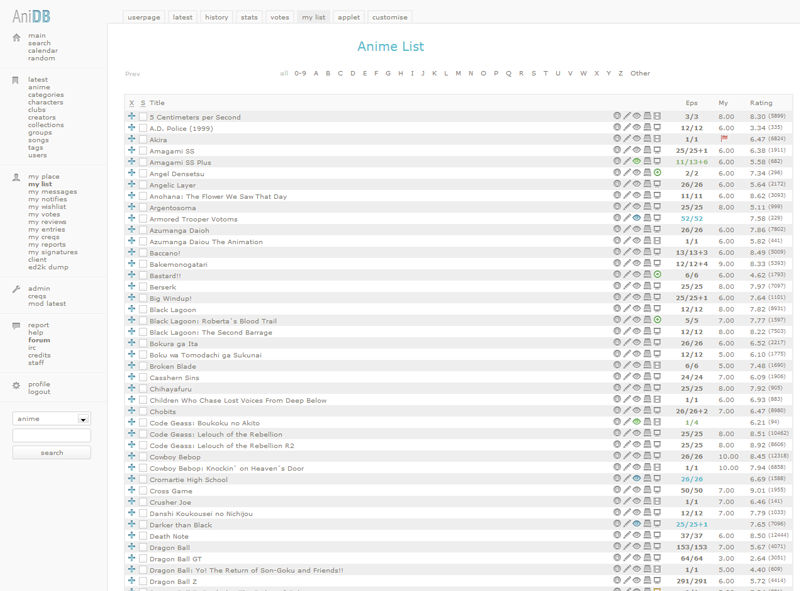 AniDB
userpage latest history stats votes my list applet customise
main
search
calendar
random
latest
anime
categories
characters
clubs
creators
collections
groups
songs
tags
users
my place
my list
my messages
my notifies
my wishlist
my votes
my reviews
my entries
my creqs
my reports
my signatures
client
ed2k dump
admin
creqs
mod latest
report
help
forum
irc
credits
staff
profile
logout
anime
search
Anime List
Prev all 0-9 A B C D E F G H I J K L M N O P Q R S T U V W X Y Z Other
X S Title Eps My Rating
5 Centimeters per Second 3/3 8.00 8.30 (5899)
A.D. Police (1999) 12/12 6.00 3.34 (335)
Akira 1/1 6.47 (6824)
Amagami SS 25/25+1 6.00 6.38 (1911)
Amagami SS Plus 11/13+6 6.00 5.58 (682)
Angel Densetsu 2/2 6.00 7.34 (296)
Angelic Layer 26/26 6.00 5.64 (2172)
Anohana: The Flower We Saw That Day 11/11 6.00 8.62 (3093)
Argentosoma 25/25 8.00 5.11 (999)
Armored Trooper Votoms 52/52 7.58 (229)
Azumanga Daioh 26/26 6.00 7.86 (7802)
Azumanga Daiou The Animation 1/1 6.00 5.82 (441)
Baccano! 13/13+3 6.00 8.49 (5009)
Bakemonogatari 12/12+4 9.00 8.33 (5393)
Bastard!! 6/6 6.00 4.62 (1793)
Berserk 25/25 8.00 7.97 (7097)
Big Windup! 25/25+1 6.00 7.64 (1101)
Black Lagoon 12/12 8.00 7.82 (8931)
Black Lagoon: Roberta`s Blood Trail 5/5 7.00 7.77 (1597)
Black Lagoon: The Second Barrage 12/12 8.00 8.22 (7503)
Bokura ga Ita 26/26 6.00 6.52 (2217)
Boku wa Tomodachi ga Sukunai 12/12 5.00 6.10 (1775)
Broken Blade 6/6 5.00 7.48 (1690)
Casshern Sins 24/24 7.00 6.09 (1908)
Chihayafuru 25/25 8.00 7.92 (905)
Children Who Chase Lost Voices From Deep Below 1/1 6.00 6.93 (883)
Chobits 26/26+2 7.00 6.47 (8980)
Code Geass: Boukoku no Akito 1/4 6.21 (94)
Code Geass: Lelouch of the Rebellion 25/25 8.00 8.51 (10462)
Code Geass: Lelouch of the Rebellion R2 25/25 8.00 8.92 (8606)
Cowboy Bebop 26/26 10.00 8.45 (12318)
Cowboy Bebop: Knockin` on Heaven`s Door 1/1 10.00 7.94 (6858)
Cromartie High School 26/26 6.69 (1588)
Cross Game 50/50 7.00 9.01 (1955)
Crusher Joe 1/1 7.00 6.46 (141)
Danshi Koukousei no Nichijou 12/12 7.00 7.79 (1033)
Darker than Black 25/25+1 7.65 (7096)
Death Note 37/37 6.00 8.50 (12444)
Dragon Ball 153/153 7.00 5.67 (4071)
Dragon Ball GT 64/64 3.00 2.64 (3051)
Dragon Ball: Yo! The Return of Son-Goku and Friends!! 1/1 5.00 4.40 (609)
Dragon Ball Z 291/291 6.00 5.72 (4414)